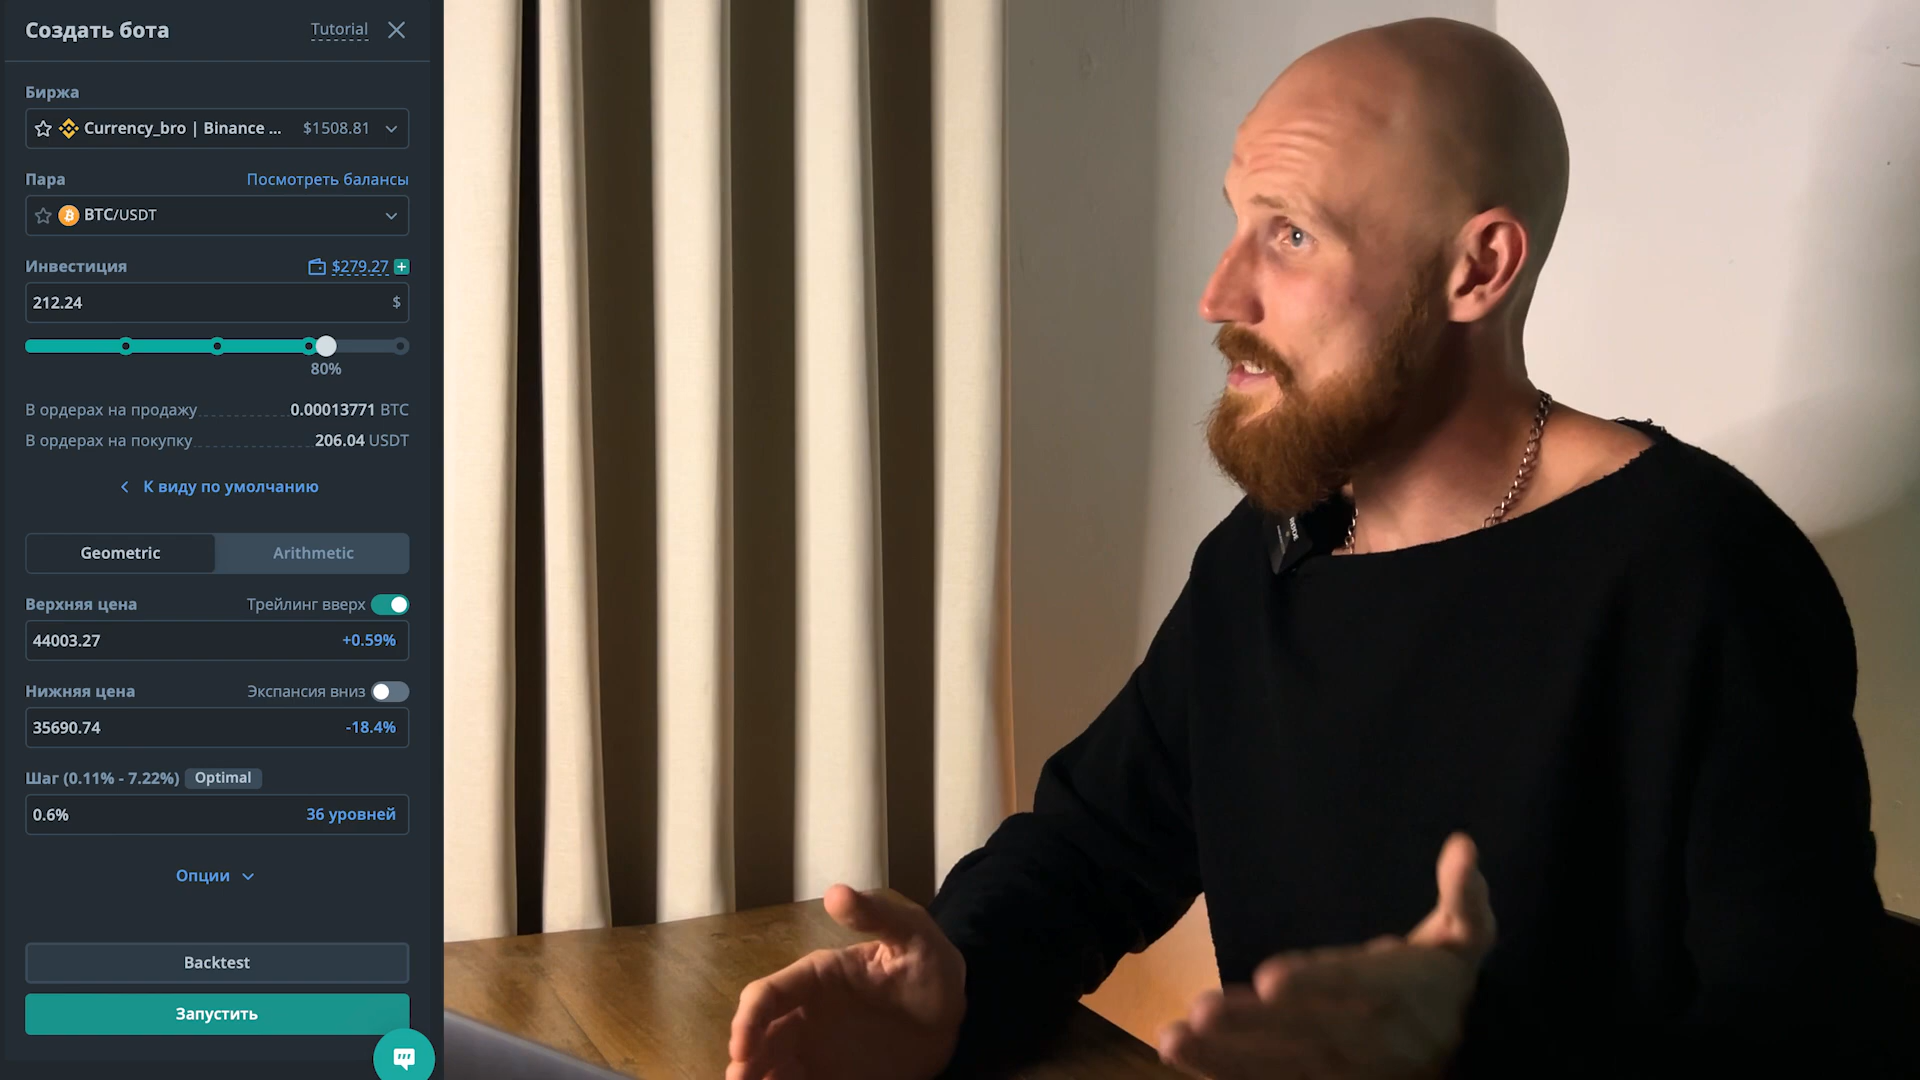 Создать бота
Tutorial
Биржа
Currency_bro | Binance ... $1508.81
Пара
Посмотреть балансы
BTC/USDT
Инвестиция
$279.27 +
212.24 $
80%
В ордерах на продажу 0.00013771 BTC
В ордерах на покупку 206.04 USDT
К виду по умолчанию
Geometric
Arithmetic
Верхняя цена
Трейлинг вверх
44003.27 +0.59%
Нижняя цена
Экспансия вниз
35690.74 -18.4%
Шаг (0.11% - 7.22%) Optimal
0.6% 36 уровней
Опции
Backtest
Запустить
RODE